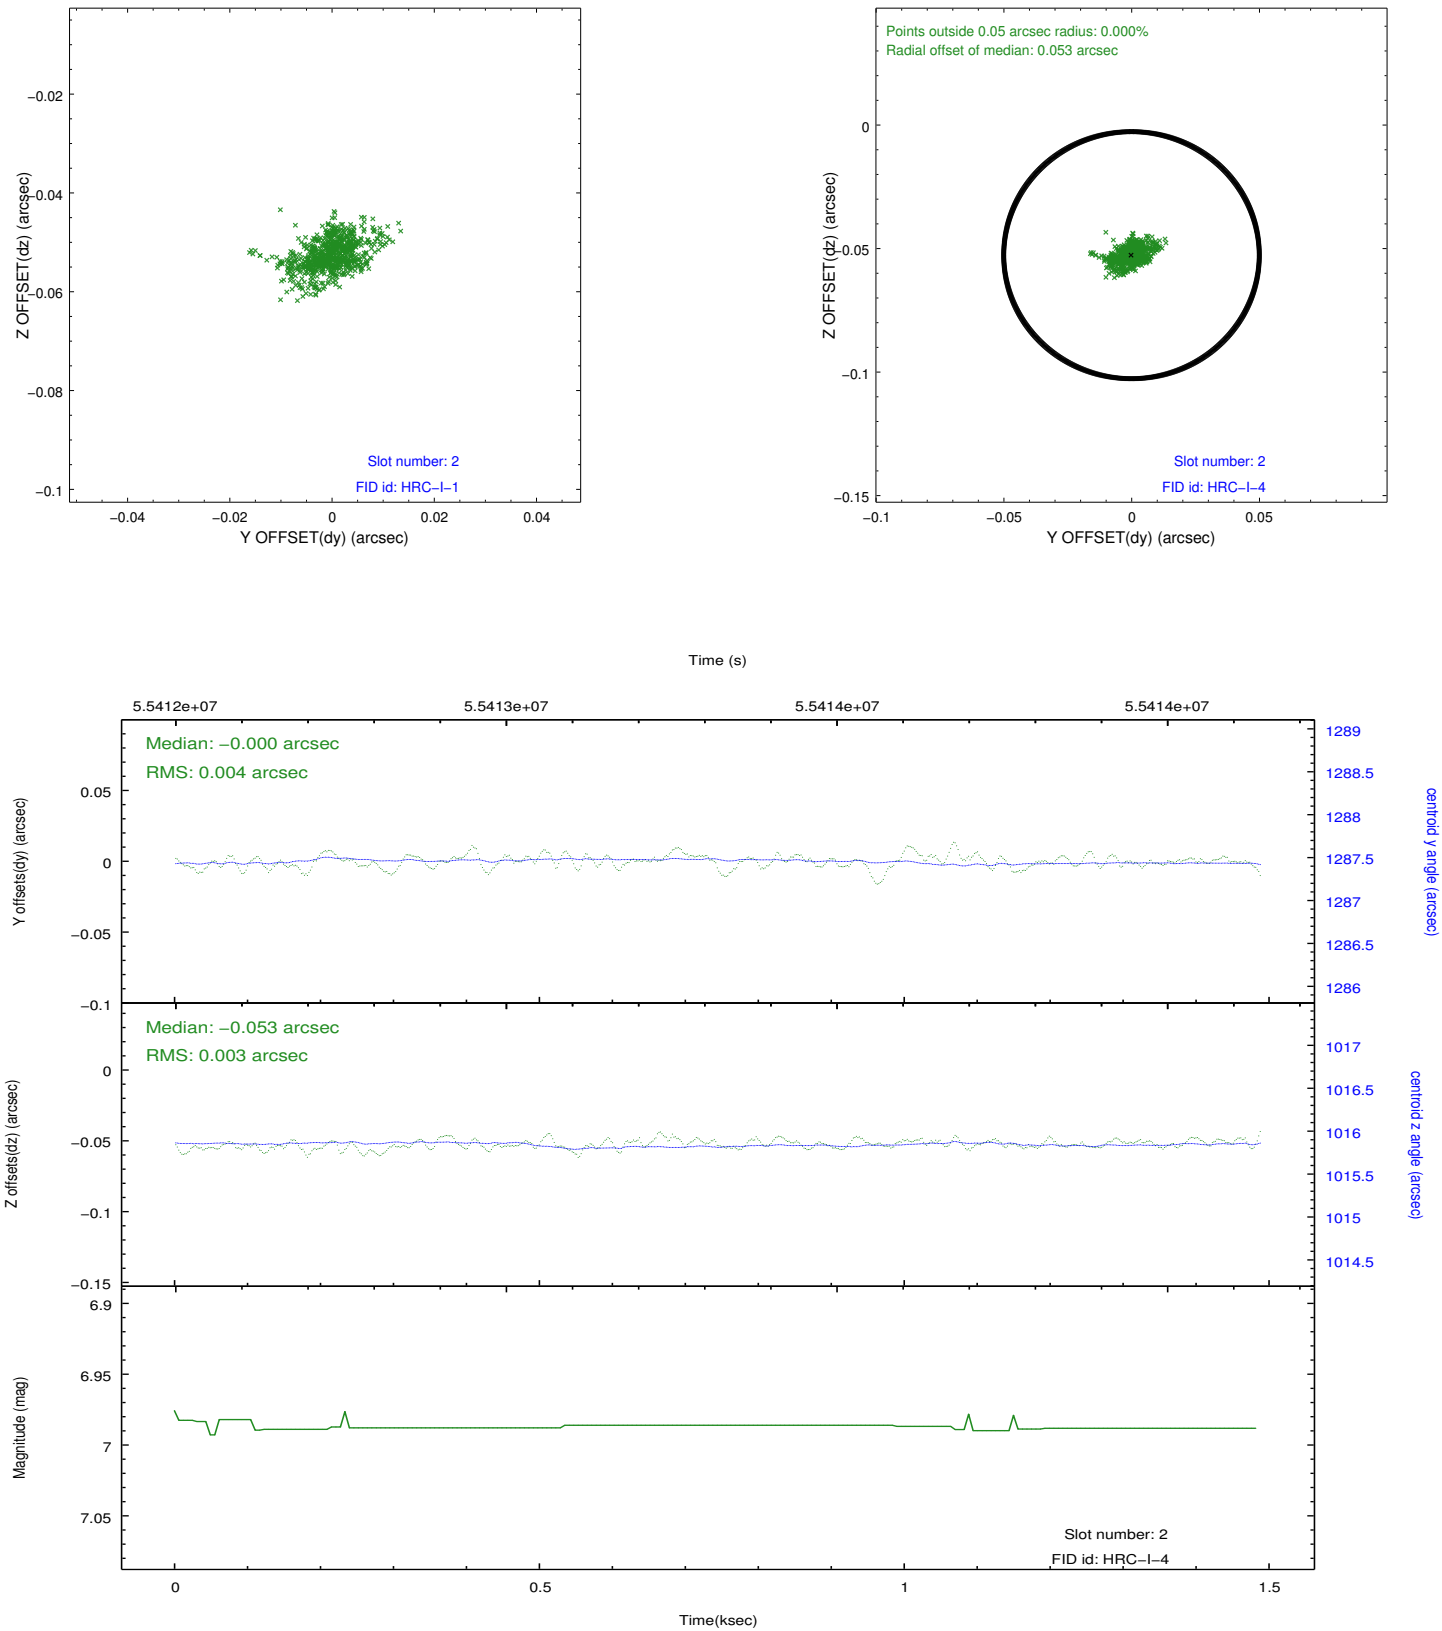 −0.02
−0.04
−0.06
−0.08
−0.1
Z OFFSET(dz) (arcsec)
Slot number: 2
FID id: HRC−I−1
−0.04
−0.02
0
0.02
0.04
Y OFFSET(dy) (arcsec)
Points outside 0.05 arcsec radius: 0.000%
Radial offset of median: 0.053 arcsec
0
−0.05
−0.1
−0.15
Z OFFSET(dz) (arcsec)
Slot number: 2
FID id: HRC−I−4
−0.1
−0.05
0
0.05
Y OFFSET(dy) (arcsec)
Time (s)
5.5412e+07
5.5413e+07
5.5414e+07
5.5414e+07
Median: −0.000 arcsec
RMS: 0.004 arcsec
0.05
0
−0.05
−0.1
Y offsets(dy) (arcsec)
1289
1288.5
1288
1287.5
1287
1286.5
1286
centroid y angle (arcsec)
Median: −0.053 arcsec
RMS: 0.003 arcsec
0
−0.05
−0.1
−0.15
Z offsets(dz) (arcsec)
1017
1016.5
1016
1015.5
1015
1014.5
centroid z angle (arcsec)
6.9
6.95
7
7.05
Magnitude (mag)
Slot number: 2
FID id: HRC−I−4
0
0.5
1
1.5
Time(ksec)